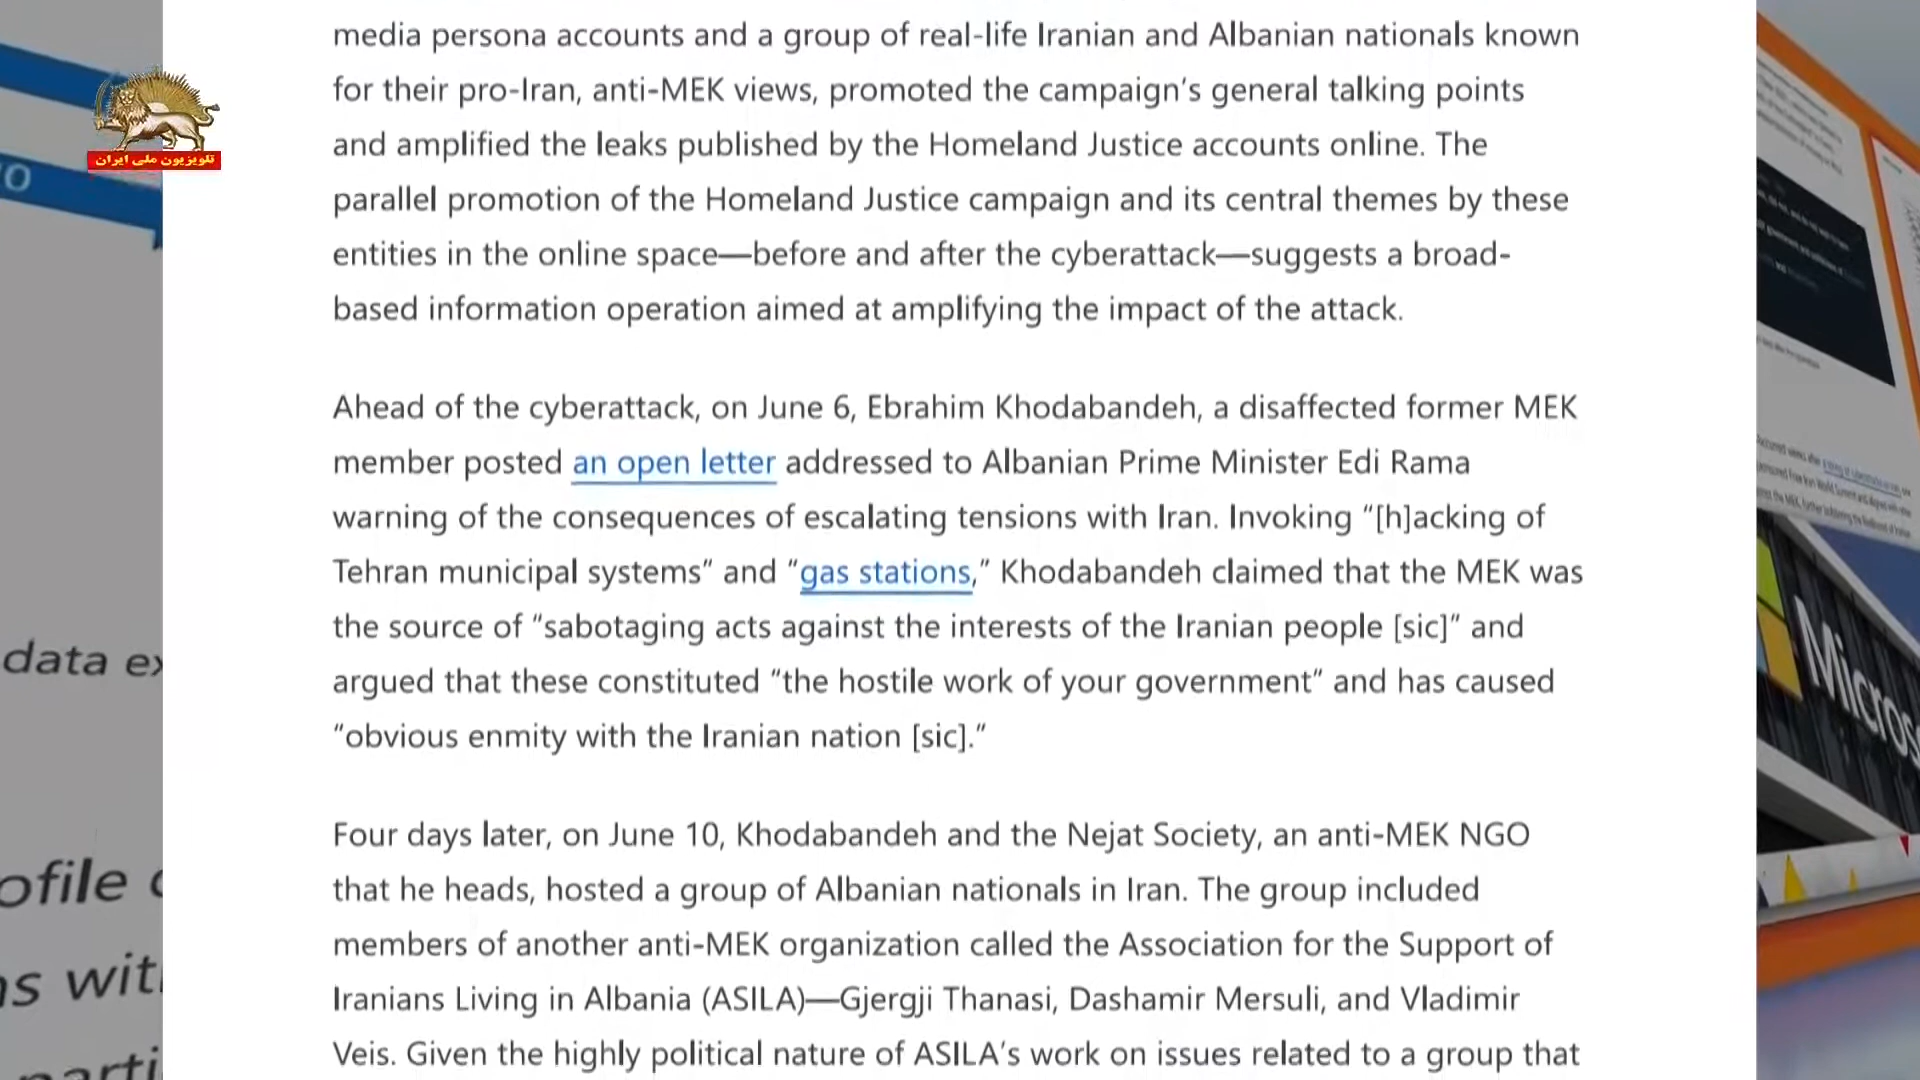 media persona accounts and a group of real-life Iranian and Albanian nationals known
for their pro-Iran, anti-MEK views, promoted the campaign’s general talking points
and amplified the leaks published by the Homeland Justice accounts online. The
parallel promotion of the Homeland Justice campaign and its central themes by these
entities in the online space—before and after the cyberattack—suggests a broad-
based information operation aimed at amplifying the impact of the attack.
Ahead of the cyberattack, on June 6, Ebrahim Khodabandeh, a disaffected former MEK
member posted an open letter addressed to Albanian Prime Minister Edi Rama
warning of the consequences of escalating tensions with Iran. Invoking “[h]acking of
Tehran municipal systems” and “gas stations,” Khodabandeh claimed that the MEK was
the source of “sabotaging acts against the interests of the Iranian people [sic]” and
argued that these constituted “the hostile work of your government” and has caused
“obvious enmity with the Iranian nation [sic].”
Four days later, on June 10, Khodabandeh and the Nejat Society, an anti-MEK NGO
that he heads, hosted a group of Albanian nationals in Iran. The group included
members of another anti-MEK organization called the Association for the Support of
Iranians Living in Albania (ASILA)—Gjergji Thanasi, Dashamir Mersuli, and Vladimir
Veis. Given the highly political nature of ASILA’s work on issues related to a group that
تلویزیون ملی ایران
data ex
ofile
parti
Micros